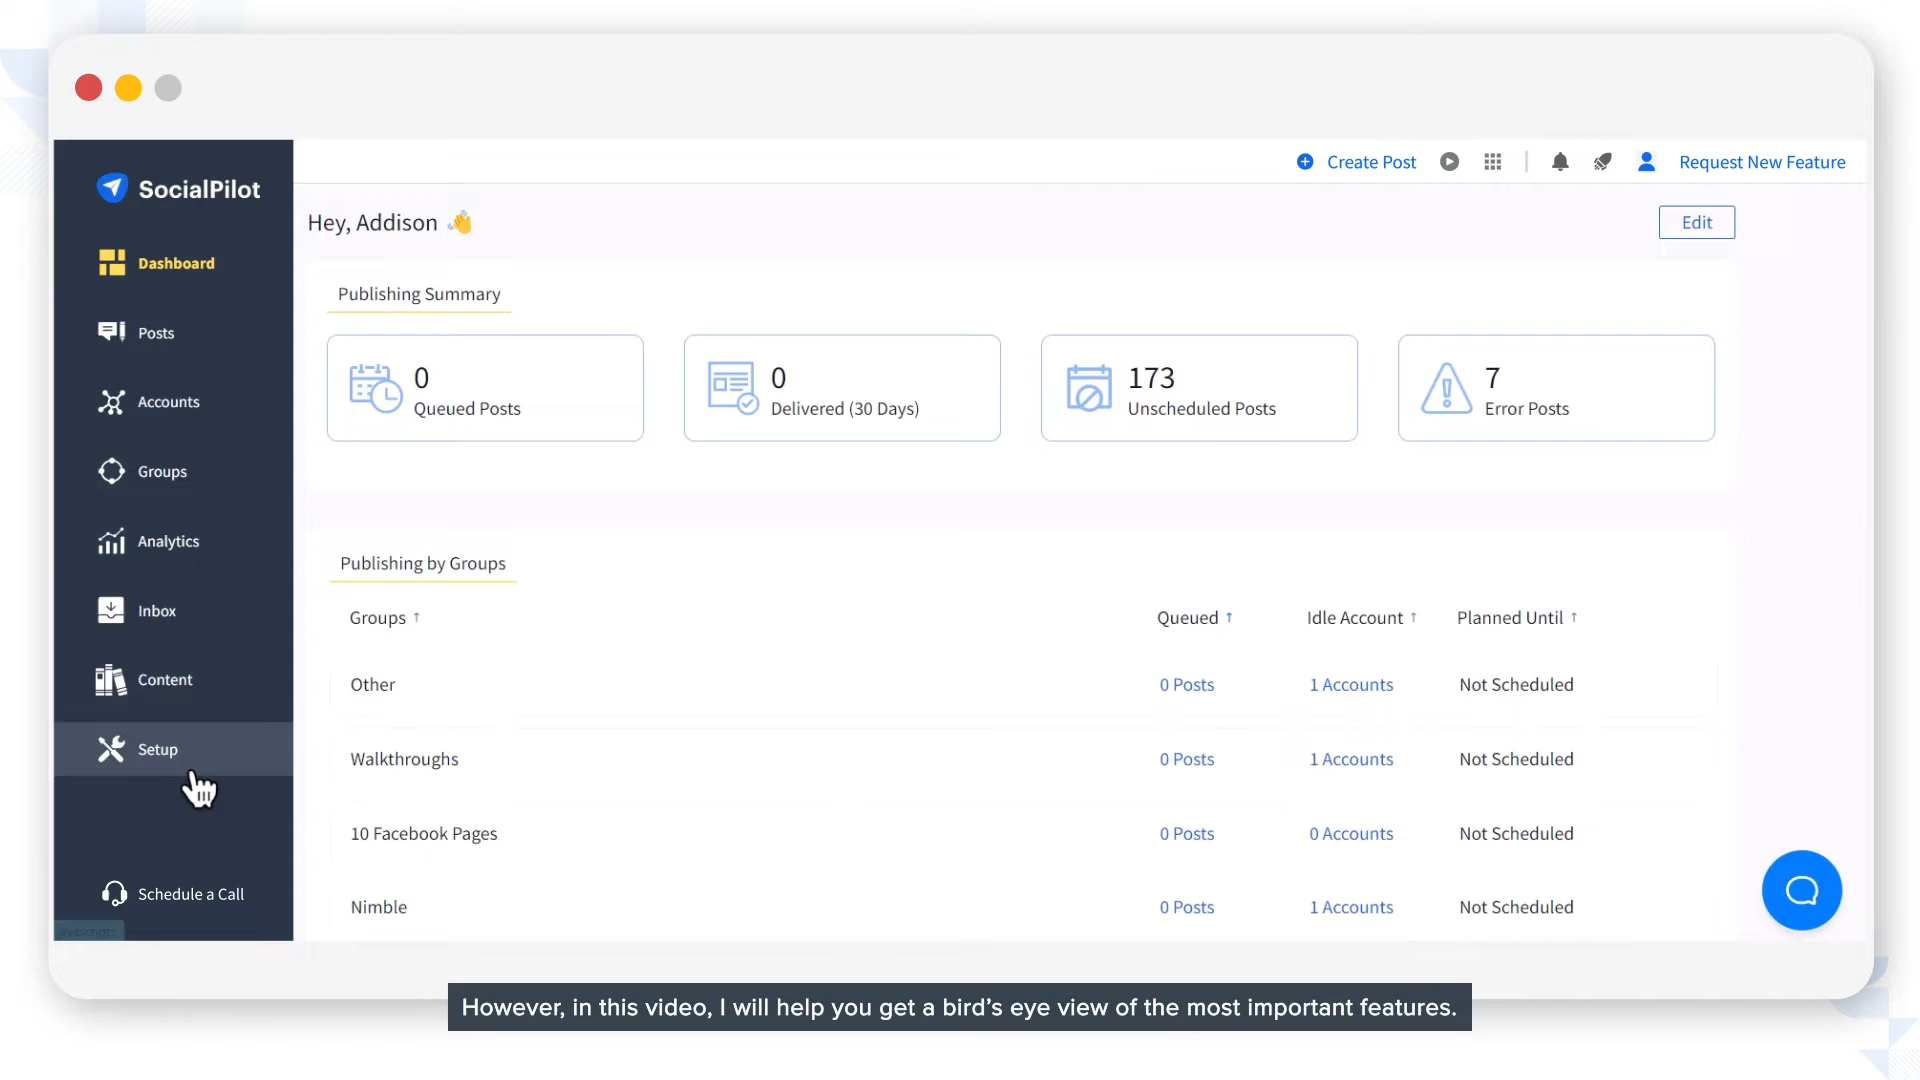 SocialPilot
Dashboard
Posts
Accounts
Groups
Analytics
Inbox
Content
Setup
Schedule a Call
Create Post
Request New Feature
Hey, Addison 👋
Edit
Publishing Summary
0
Queued Posts
0
Delivered (30 Days)
173
Unscheduled Posts
7
Error Posts
Publishing by Groups
Groups ↑ Queued ↑ Idle Account ↑ Planned Until ↑
Other 0 Posts 1 Accounts Not Scheduled
Walkthroughs 0 Posts 1 Accounts Not Scheduled
10 Facebook Pages 0 Posts 0 Accounts Not Scheduled
Nimble 0 Posts 1 Accounts Not Scheduled
However, in this video, I will help you get a bird’s eye view of the most important features.